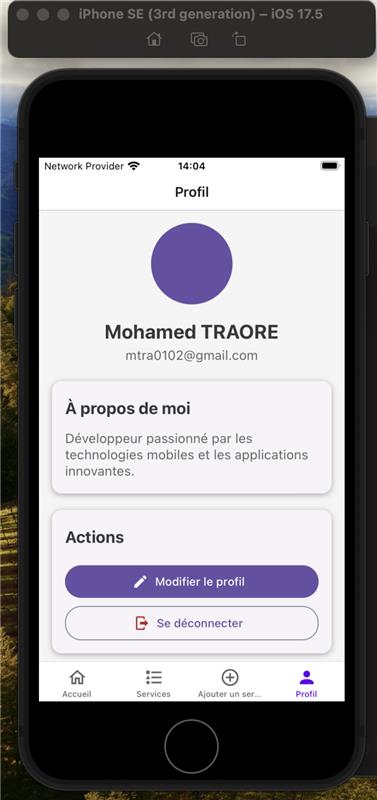 iPhone SE (3rd generation) – iOS 17.5
Network Provider 14:04
Profil
Mohamed TRAORE
mtra0102@gmail.com
À propos de moi
Développeur passionné par les
technologies mobiles et les applications
innovantes.
Actions
Modifier le profil
Se déconnecter
Accueil Services Ajouter un ser... Profil